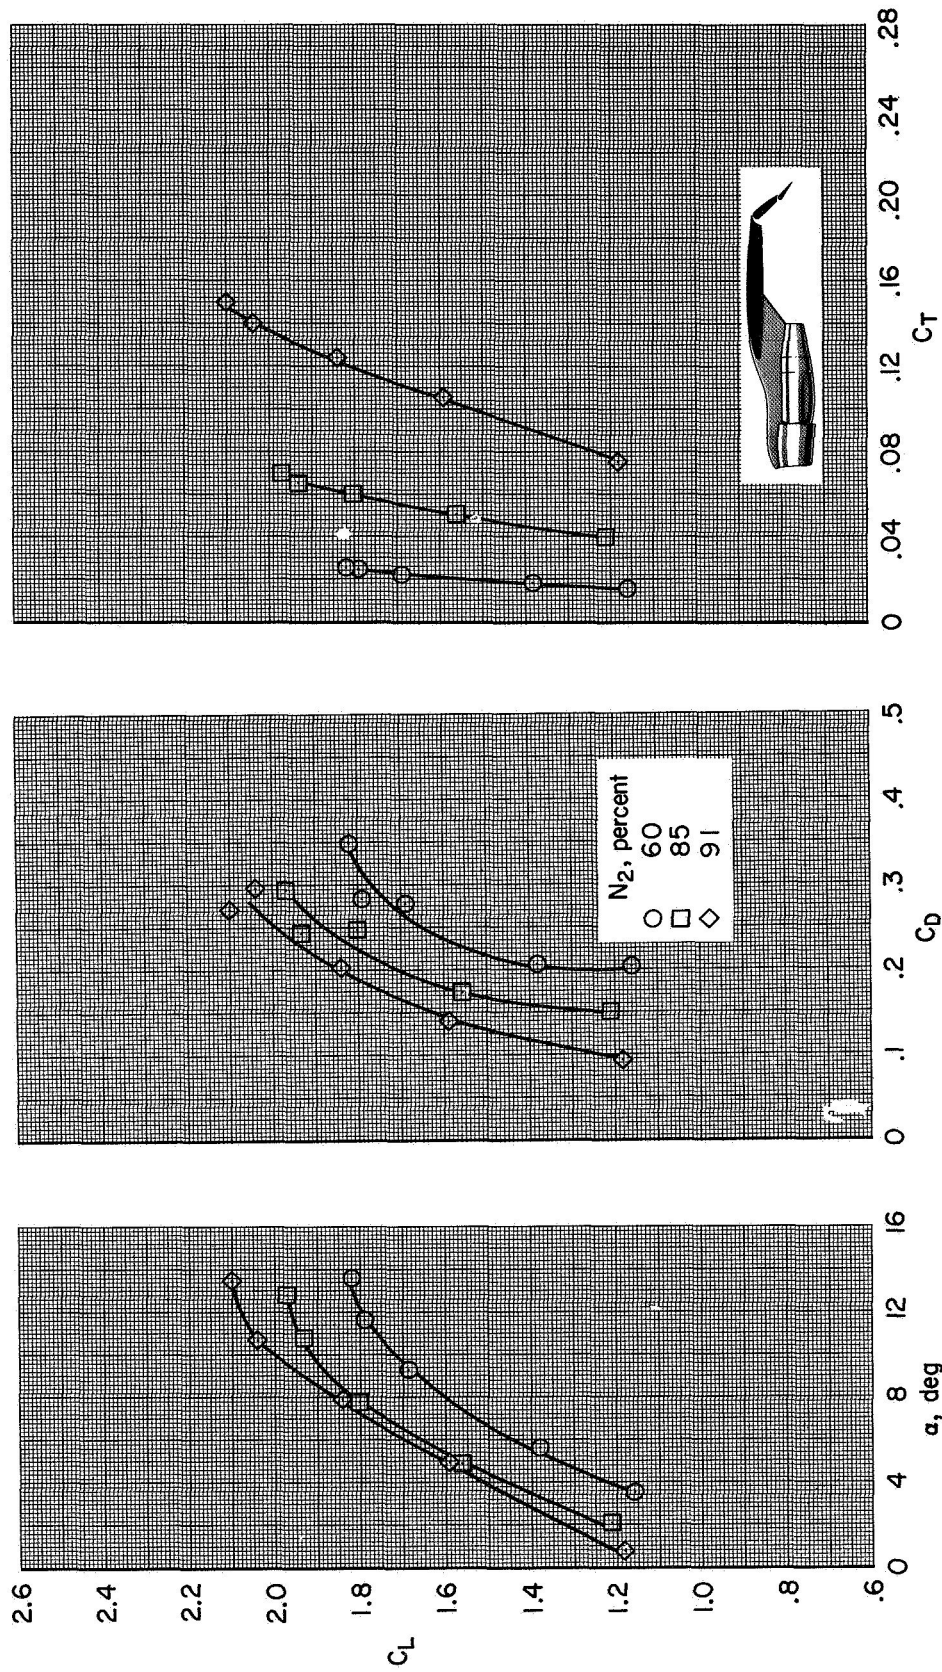 2.6
2.4
2.2
2.0
1.8
1.6
1.4
1.2
1.0
.8
.6
C_L
0 4 8 12 16
α, deg
0 .1 .2 .3 .4 .5
C_D
N₂, percent
60
85
91
0 .04 .08 .12 .16 .20 .24 .28
C_T